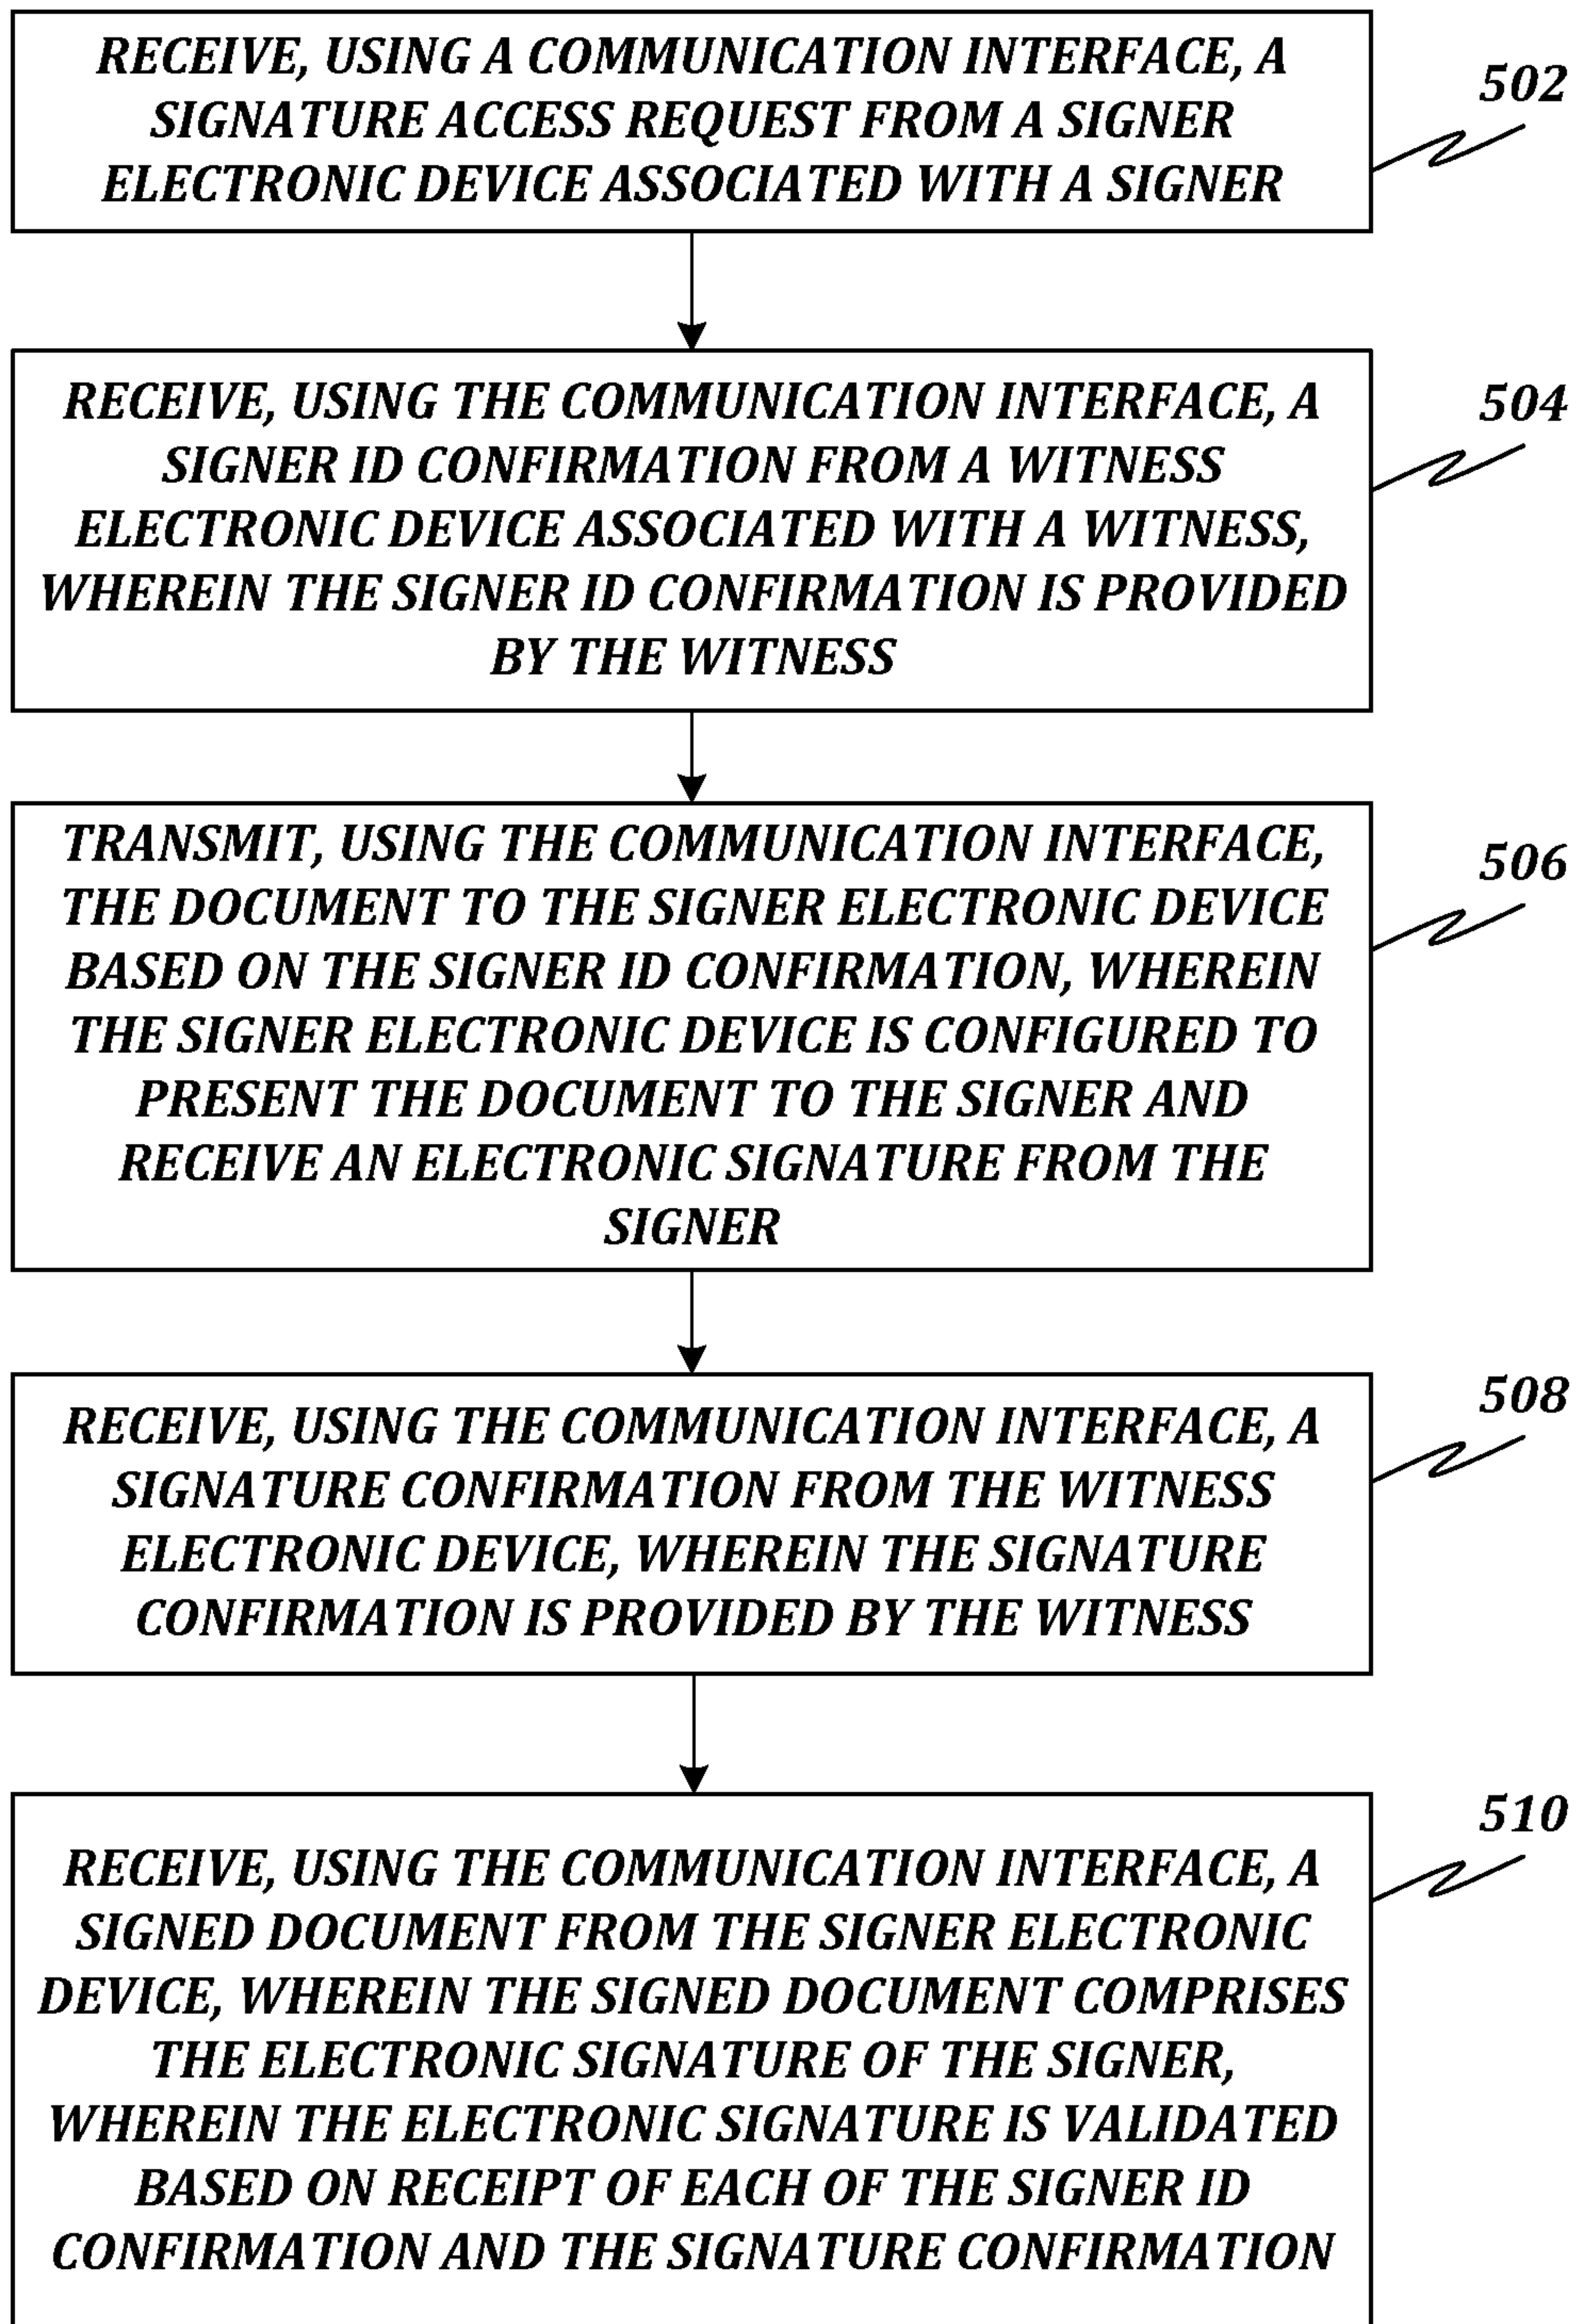 RECEIVE, USING A COMMUNICATION INTERFACE, A
SIGNATURE ACCESS REQUEST FROM A SIGNER
ELECTRONIC DEVICE ASSOCIATED WITH A SIGNER
502
RECEIVE, USING THE COMMUNICATION INTERFACE, A
SIGNER ID CONFIRMATION FROM A WITNESS
ELECTRONIC DEVICE ASSOCIATED WITH A WITNESS,
WHEREIN THE SIGNER ID CONFIRMATION IS PROVIDED
BY THE WITNESS
504
TRANSMIT, USING THE COMMUNICATION INTERFACE,
THE DOCUMENT TO THE SIGNER ELECTRONIC DEVICE
BASED ON THE SIGNER ID CONFIRMATION, WHEREIN
THE SIGNER ELECTRONIC DEVICE IS CONFIGURED TO
PRESENT THE DOCUMENT TO THE SIGNER AND
RECEIVE AN ELECTRONIC SIGNATURE FROM THE
SIGNER
506
RECEIVE, USING THE COMMUNICATION INTERFACE, A
SIGNATURE CONFIRMATION FROM THE WITNESS
ELECTRONIC DEVICE, WHEREIN THE SIGNATURE
CONFIRMATION IS PROVIDED BY THE WITNESS
508
RECEIVE, USING THE COMMUNICATION INTERFACE, A
SIGNED DOCUMENT FROM THE SIGNER ELECTRONIC
DEVICE, WHEREIN THE SIGNED DOCUMENT COMPRISES
THE ELECTRONIC SIGNATURE OF THE SIGNER,
WHEREIN THE ELECTRONIC SIGNATURE IS VALIDATED
BASED ON RECEIPT OF EACH OF THE SIGNER ID
CONFIRMATION AND THE SIGNATURE CONFIRMATION
510